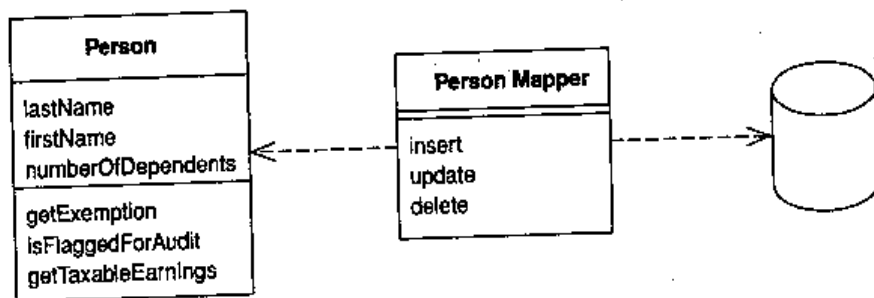 Person
lastName
firstName
numberOfDependents
getExemption
isFlaggedForAudit
getTaxableEarnings
Person Mapper
insert
update
delete